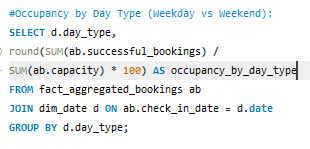 #Occupancy by Day Type (Weekday vs Weekend):
SELECT d.day_type,
round(SUM(ab.successful_bookings) /
SUM(ab.capacity) * 100) AS occupancy_by_day_type
FROM fact_aggregated_bookings ab
JOIN dim_date d ON ab.check_in_date = d.date
GROUP BY d.day_type;